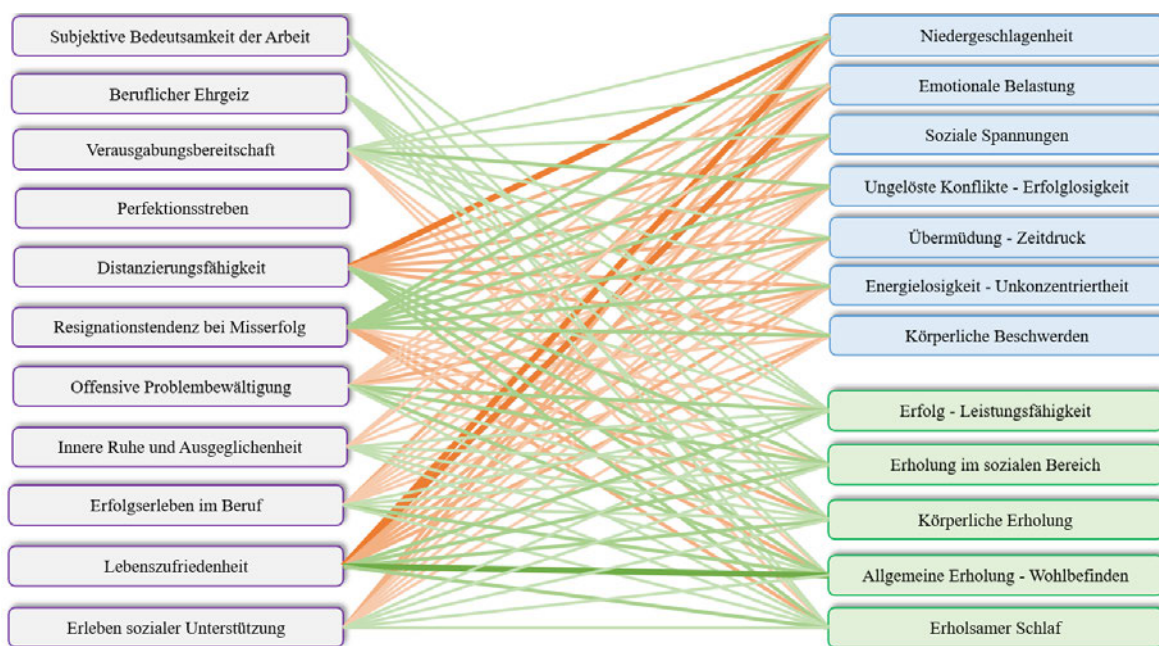 Subjektive Bedeutsamkeit der Arbeit
Beruflicher Ehrgeiz
Verausgabungsbereitschaft
Perfektionsstreben
Distanzierungsfähigkeit
Resignationstendenz bei Misserfolg
Offensive Problembewältigung
Innere Ruhe und Ausgeglichenheit
Erfolgserleben im Beruf
Lebenszufriedenheit
Erleben sozialer Unterstützung
Niedergeschlagenheit
Emotionale Belastung
Soziale Spannungen
Ungelöste Konflikte - Erfolglosigkeit
Übermüdung - Zeitdruck
Energielosigkeit - Unkonzentriertheit
Körperliche Beschwerden
Erfolg - Leistungsfähigkeit
Erholung im sozialen Bereich
Körperliche Erholung
Allgemeine Erholung - Wohlbefinden
Erholsamer Schlaf